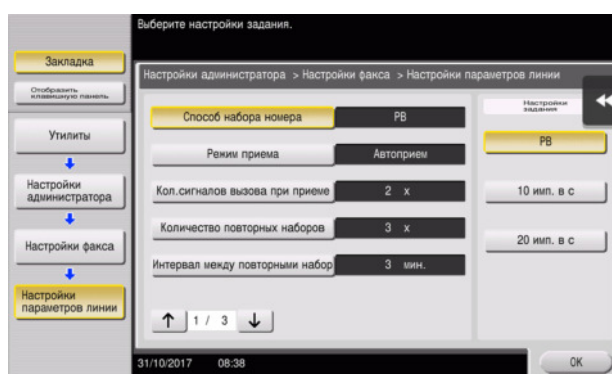 Выберите настройки задания.
Закладка
Отобразить
клавишную панель.
Утилиты
Настройки
администратора
Настройки факса
Настройки
параметров линии
Настройки администратора > Настройки факса > Настройки параметров линии
Способ набора номера
PB
Режим приема
Автоприем
Кол.сигналов вызова при приеме
2 x
Количество повторных наборов
3 x
Интервал между повторными набор
3 мин.
1 / 3
Настройки
задания
PB
10 имп. в с
20 имп. в с
31/10/2017 08:38
OK